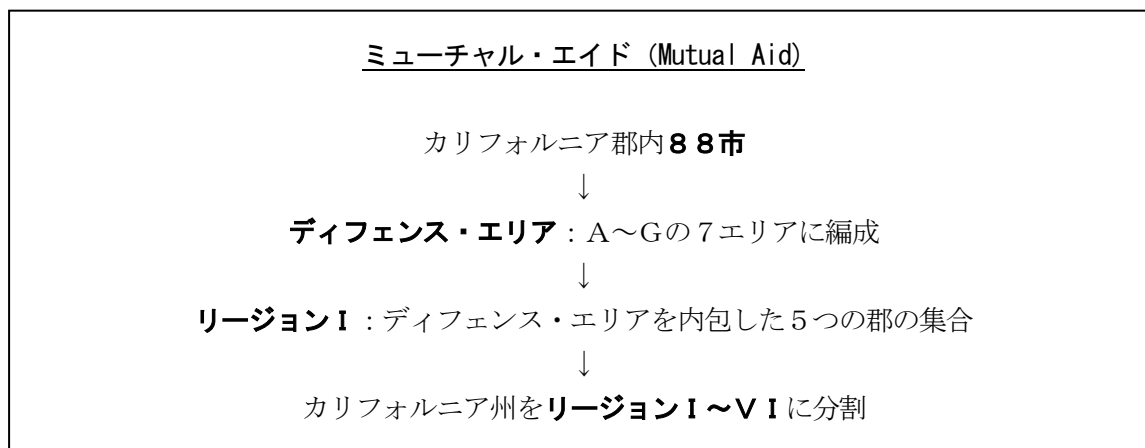 ミューチャル・エイド (Mutual Aid)
カリフォルニア郡内８８市
↓
ディフェンス・エリア：Ａ～Ｇの７エリアに編成
↓
リージョンⅠ：ディフェンス・エリアを内包した５つの郡の集合
↓
カリフォルニア州をリージョンⅠ～ＶＩに分割